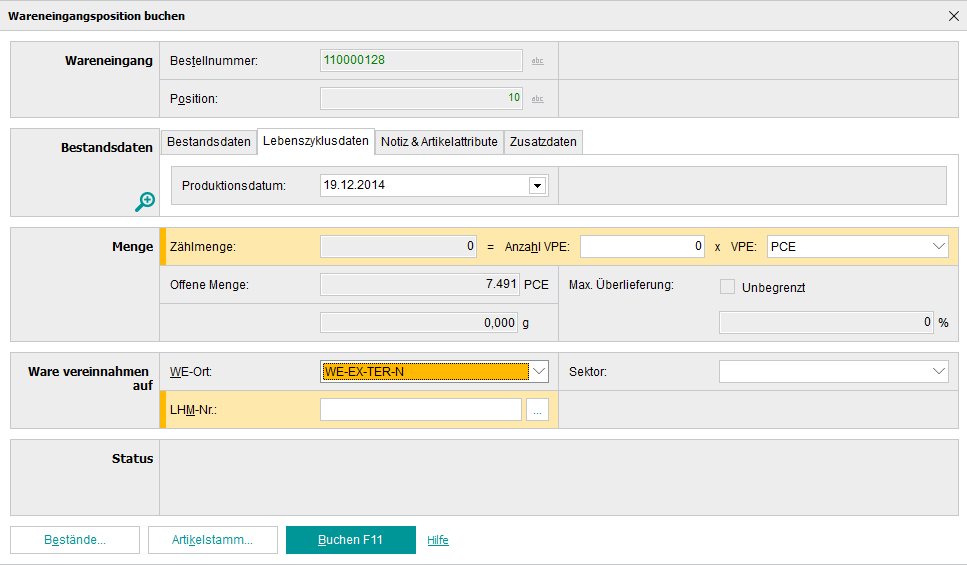 Wareneingangsposition buchen
Wareneingang
Bestellnummer: 110000128 abc
Position: 10 abc
Bestandsdaten
Bestandsdaten Lebenszyklusdaten Notiz & Artikelattribute Zusatzdaten
Produktionsdatum: 19.12.2014
Menge
Zählmenge: 0 = Anzahl VPE: 0 x VPE: PCE
Offene Menge: 7.491 PCE Max. Überlieferung: Unbegrenzt
0,000 g 0 %
Ware vereinnahmen auf
WE-Ort: WE-EX-TER-N Sektor:
LHM-Nr.: ...
Status
Bestände... Artikelstamm... Buchen F11 Hilfe